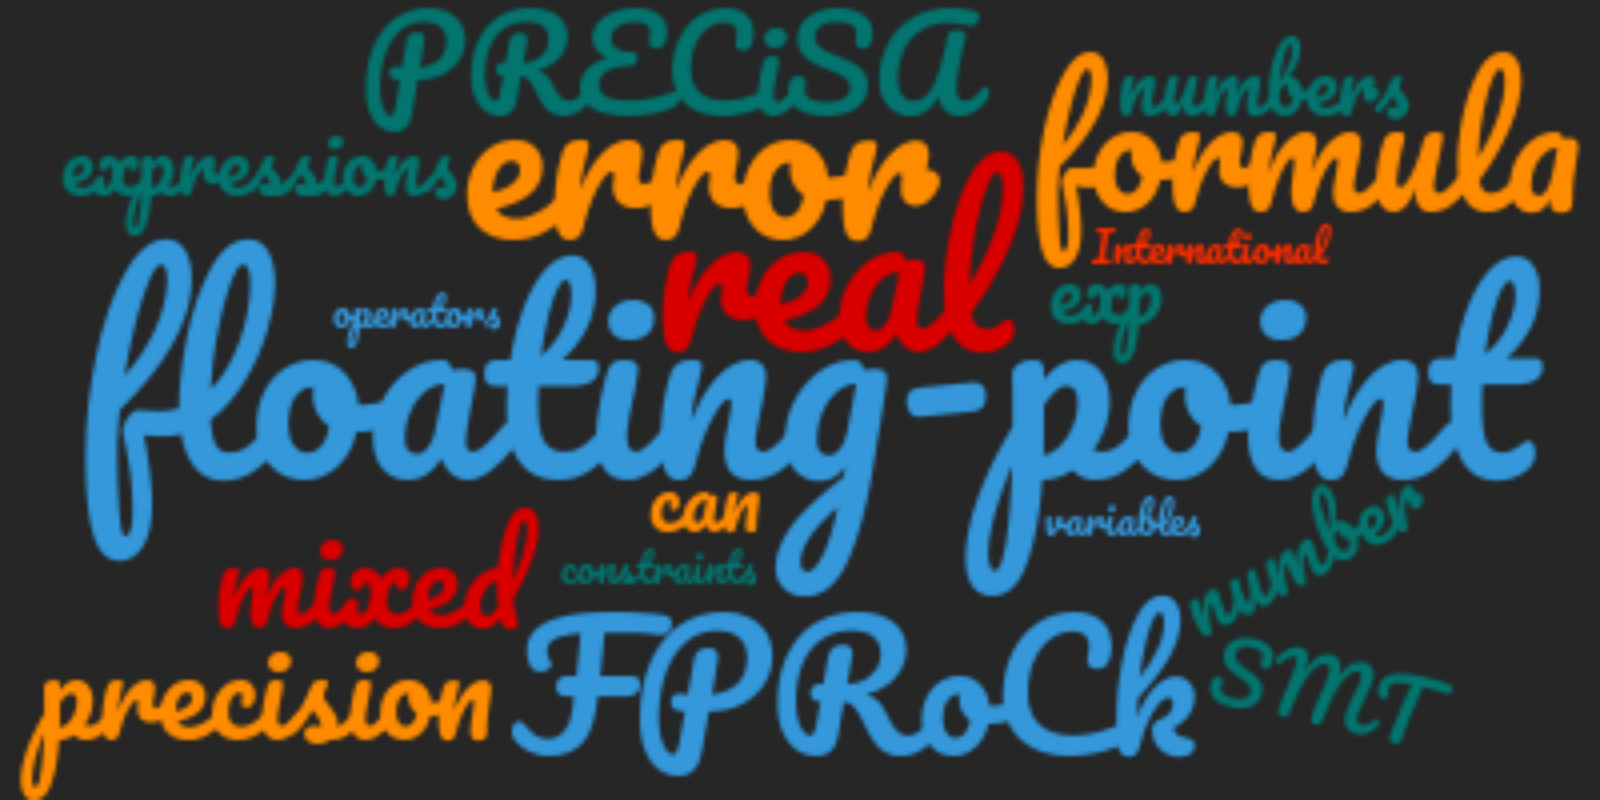 PRECiSA
numbers
formula
expressions
error
International
real
exp
operators
floating-point
can
variables
number
mixed
constraints
precision
FPRoCk
SMT